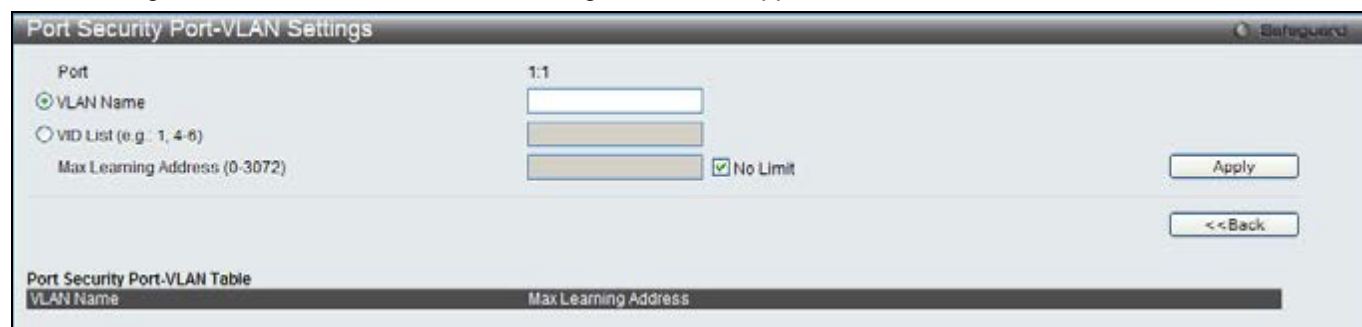 Port Security Port-VLAN Settings Safeguard
Port 1:1
VLAN Name
VID List (e.g.: 1, 4-6)
Max Learning Address (0-3072) No Limit Apply
<<Back
Port Security Port-VLAN Table
VLAN Name Max Learning Address